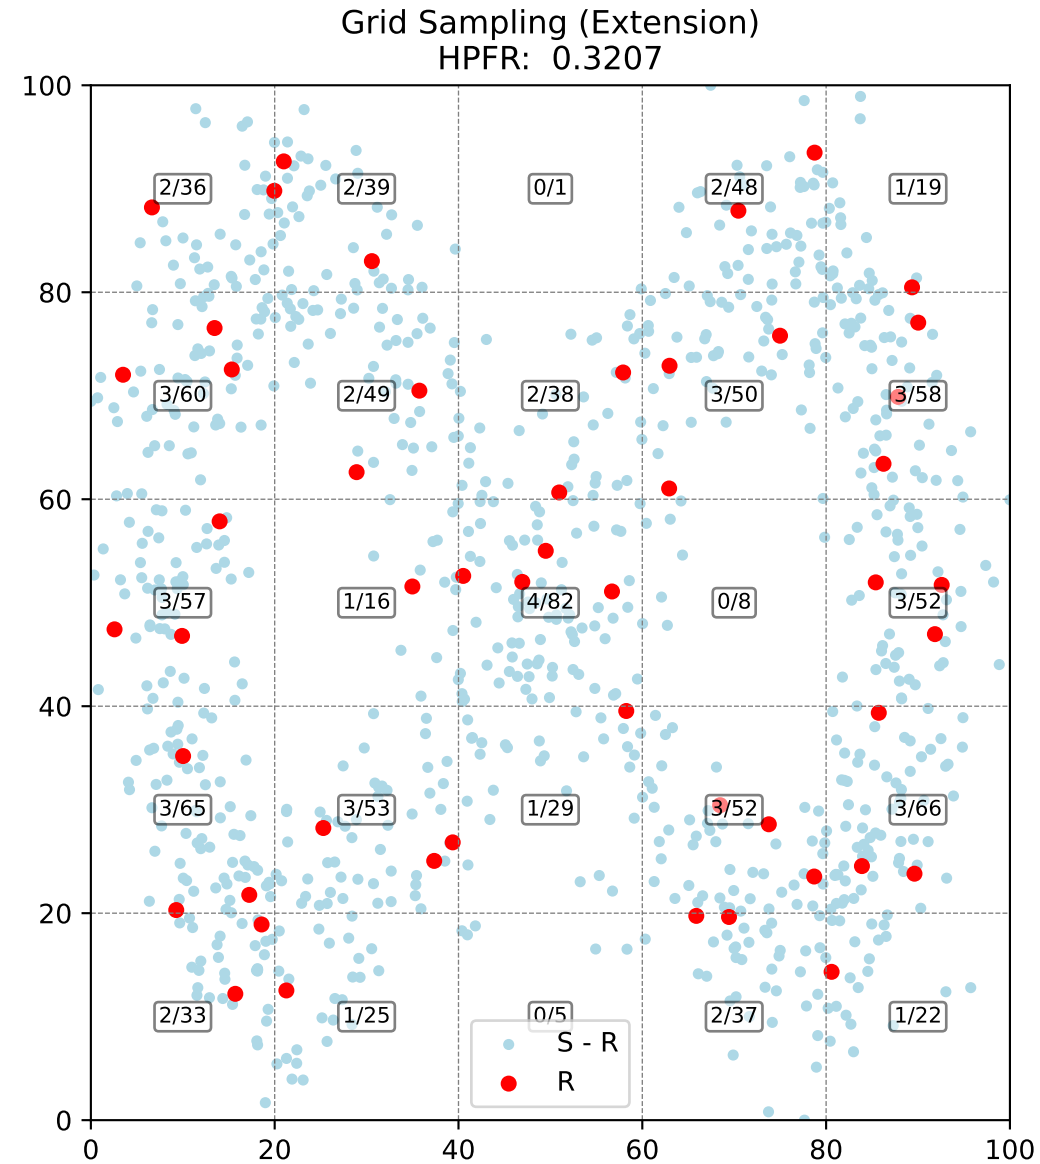 Grid Sampling (Extension)
HPFR:  0.3207
100
2/36 2/39 0/1 2/48 1/19
80
3/60 2/49 2/38 3/50 3/58
60
3/57 1/16 4/82 0/8 3/52
40
3/65 3/53 1/29 3/52 3/66
20
2/33 1/25 0/5 2/37 1/22
S - R
R
0
0 20 40 60 80 100